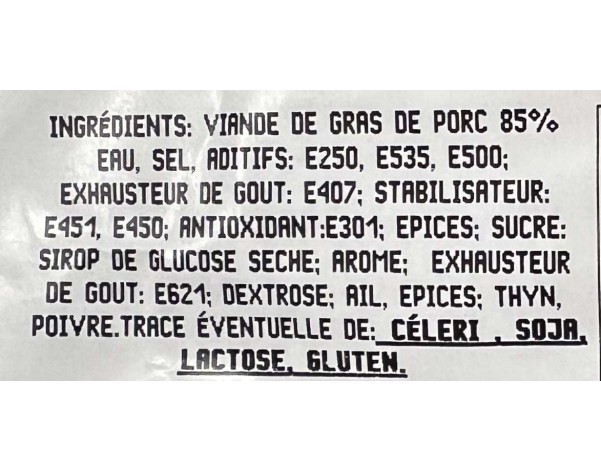 INGRÉDIENTS: VIANDE DE GRAS DE PORC 85%
EAU, SEL, ADITIFS: E250, E535, E500;
EXHAUSTEUR DE GOUT: E407; STABILISATEUR:
E451, E450; ANTIOXIDANT:E301; EPICES; SUCRE:
SIROP DE GLUCOSE SECHE; AROME; EXHAUSTEUR
DE GOUT: E621; DEXTROSE; AIL, EPICES; THYN,
POIVRE.TRACE ÉVENTUELLE DE: CÉLERI , SOJA,
LACTOSE, GLUTEN.